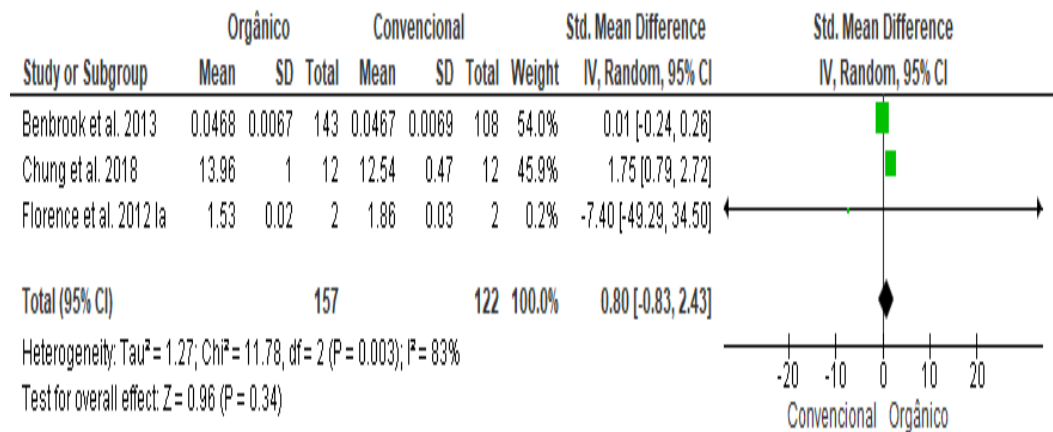 Orgânico Convencional Std. Mean Difference Std. Mean Difference
Study or Subgroup Mean SD Total Mean SD Total Weight IV, Random, 95% CI IV, Random, 95% CI
Benbrook et al. 2013 0.0468 0.0067 143 0.0467 0.0069 108 54.0% 0.01 [-0.24, 0.26]
Chung et al. 2018 13.96 1 12 12.54 0.47 12 45.9% 1.75 [0.79, 2.72]
Florence et al. 2012 Ia 1.53 0.02 2 1.86 0.03 2 0.2% -7.40 [-49.29, 34.50]
Total (95% CI) 157 122 100.0% 0.80 [-0.83, 2.43]
Heterogeneity: Tau² = 1.27; Chi² = 11.78, df = 2 (P = 0.003); I² = 83%
Test for overall effect: Z = 0.96 (P = 0.34)
-20 -10 0 10 20
Convencional Orgânico